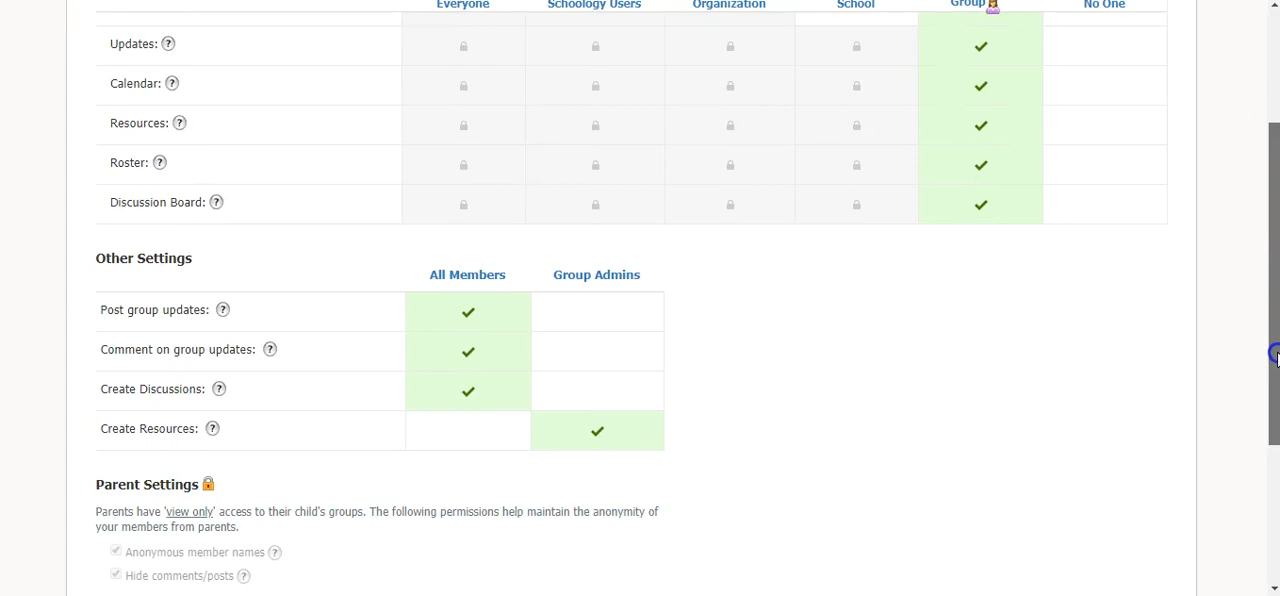 Everyone Schoology Users Organization School Group No One
Updates: ?
Calendar: ?
Resources: ?
Roster: ?
Discussion Board: ?
Other Settings
All Members Group Admins
Post group updates: ?
Comment on group updates: ?
Create Discussions: ?
Create Resources: ?
Parent Settings
Parents have 'view only' access to their child's groups. The following permissions help maintain the anonymity of
your members from parents.
Anonymous member names ?
Hide comments/posts ?